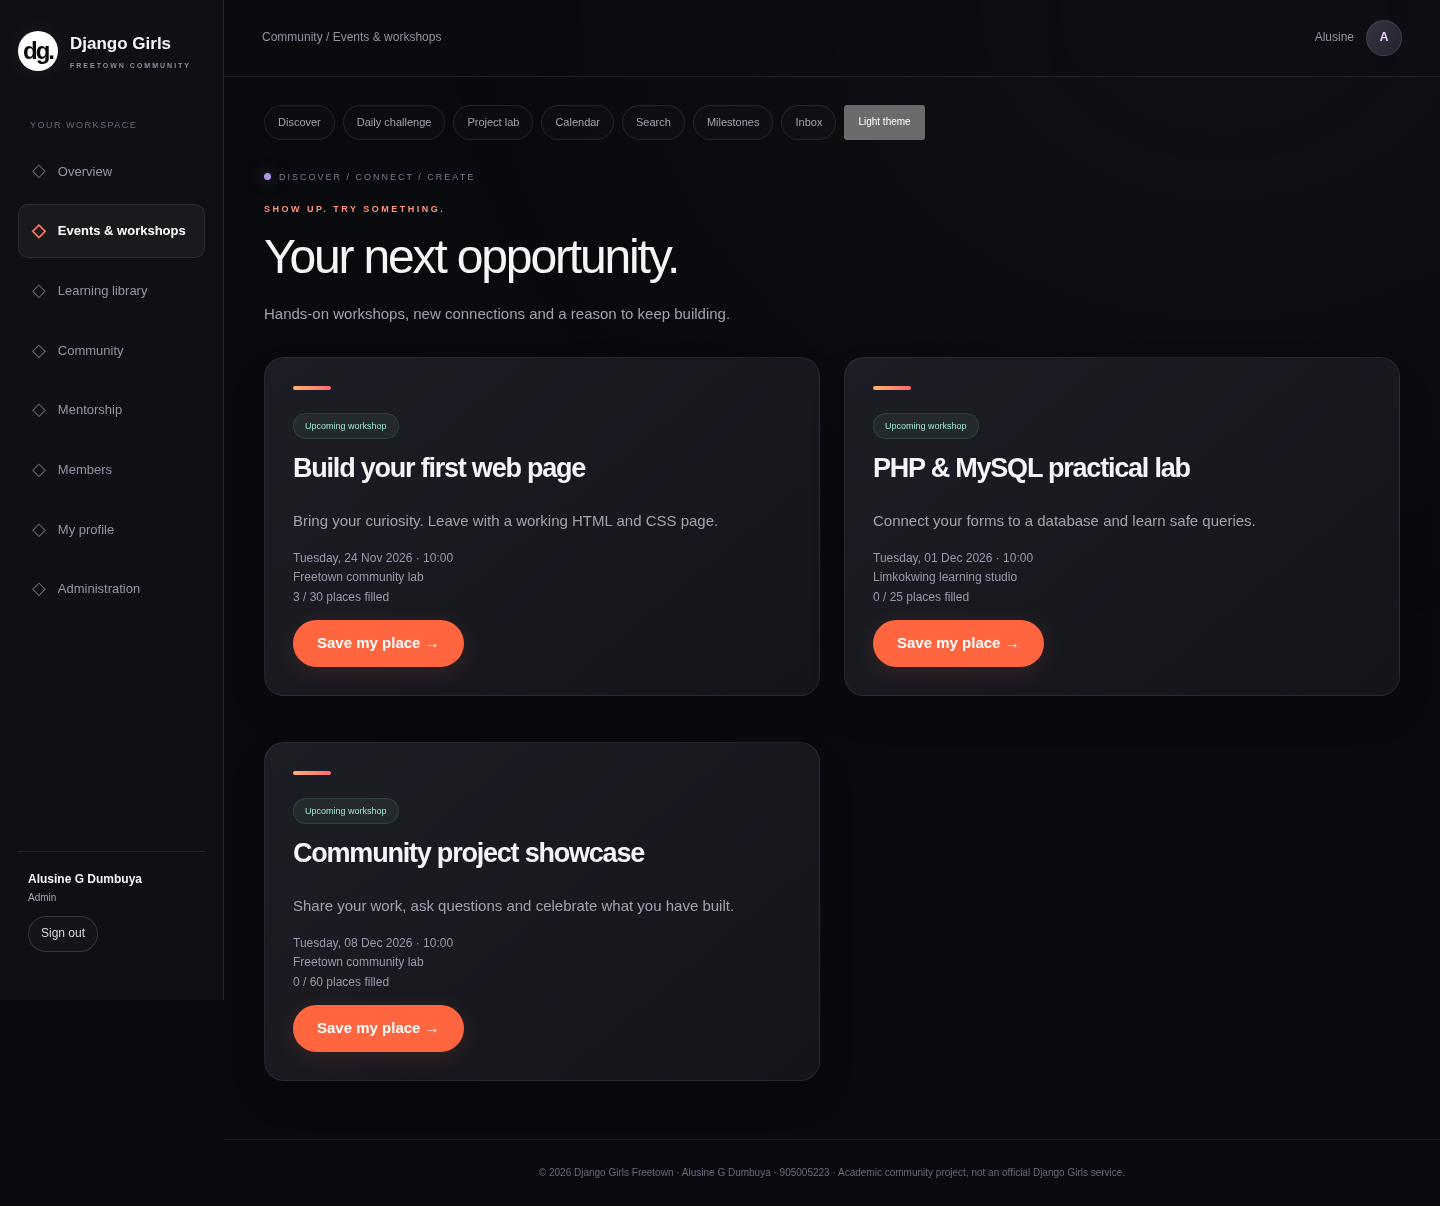 dg.
Django Girls
FREETOWN COMMUNITY
YOUR WORKSPACE
Overview
Events & workshops
Learning library
Community
Mentorship
Members
My profile
Administration
Alusine G Dumbuya
Admin
Sign out
Community / Events & workshops
Alusine A
Discover Daily challenge Project lab Calendar Search Milestones Inbox Light theme
DISCOVER / CONNECT / CREATE
SHOW UP. TRY SOMETHING.
Your next opportunity.
Hands-on workshops, new connections and a reason to keep building.
Upcoming workshop
Build your first web page
Bring your curiosity. Leave with a working HTML and CSS page.
Tuesday, 24 Nov 2026 · 10:00
Freetown community lab
3 / 30 places filled
Save my place →
Upcoming workshop
PHP & MySQL practical lab
Connect your forms to a database and learn safe queries.
Tuesday, 01 Dec 2026 · 10:00
Limkokwing learning studio
0 / 25 places filled
Save my place →
Upcoming workshop
Community project showcase
Share your work, ask questions and celebrate what you have built.
Tuesday, 08 Dec 2026 · 10:00
Freetown community lab
0 / 60 places filled
Save my place →
© 2026 Django Girls Freetown · Alusine G Dumbuya · 905005223 · Academic community project, not an official Django Girls service.